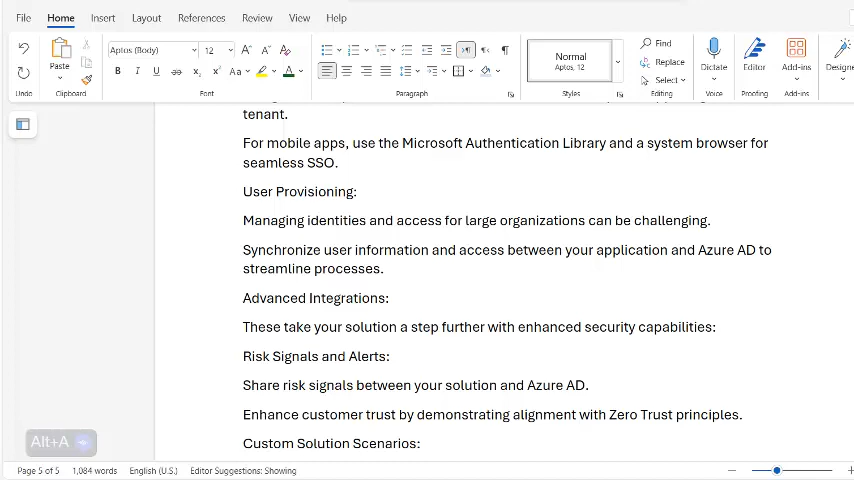 File Home Insert Layout References Review View Help
Aptos (Body) 12 A A A
Find
Replace
Select
B I U ab x₂ x² Aa A
Paste
Normal
Aptos, 12
Dictate Editor Add-ins Designe
Undo Clipboard Font Paragraph Styles Editing Voice Proofing Add-ins
tenant.
For mobile apps, use the Microsoft Authentication Library and a system browser for
seamless SSO.
User Provisioning:
Managing identities and access for large organizations can be challenging.
Synchronize user information and access between your application and Azure AD to
streamline processes.
Advanced Integrations:
These take your solution a step further with enhanced security capabilities:
Risk Signals and Alerts:
Share risk signals between your solution and Azure AD.
Enhance customer trust by demonstrating alignment with Zero Trust principles.
Custom Solution Scenarios:
Alt+A
Page 5 of 5 1,084 words English (U.S.) Editor Suggestions: Showing